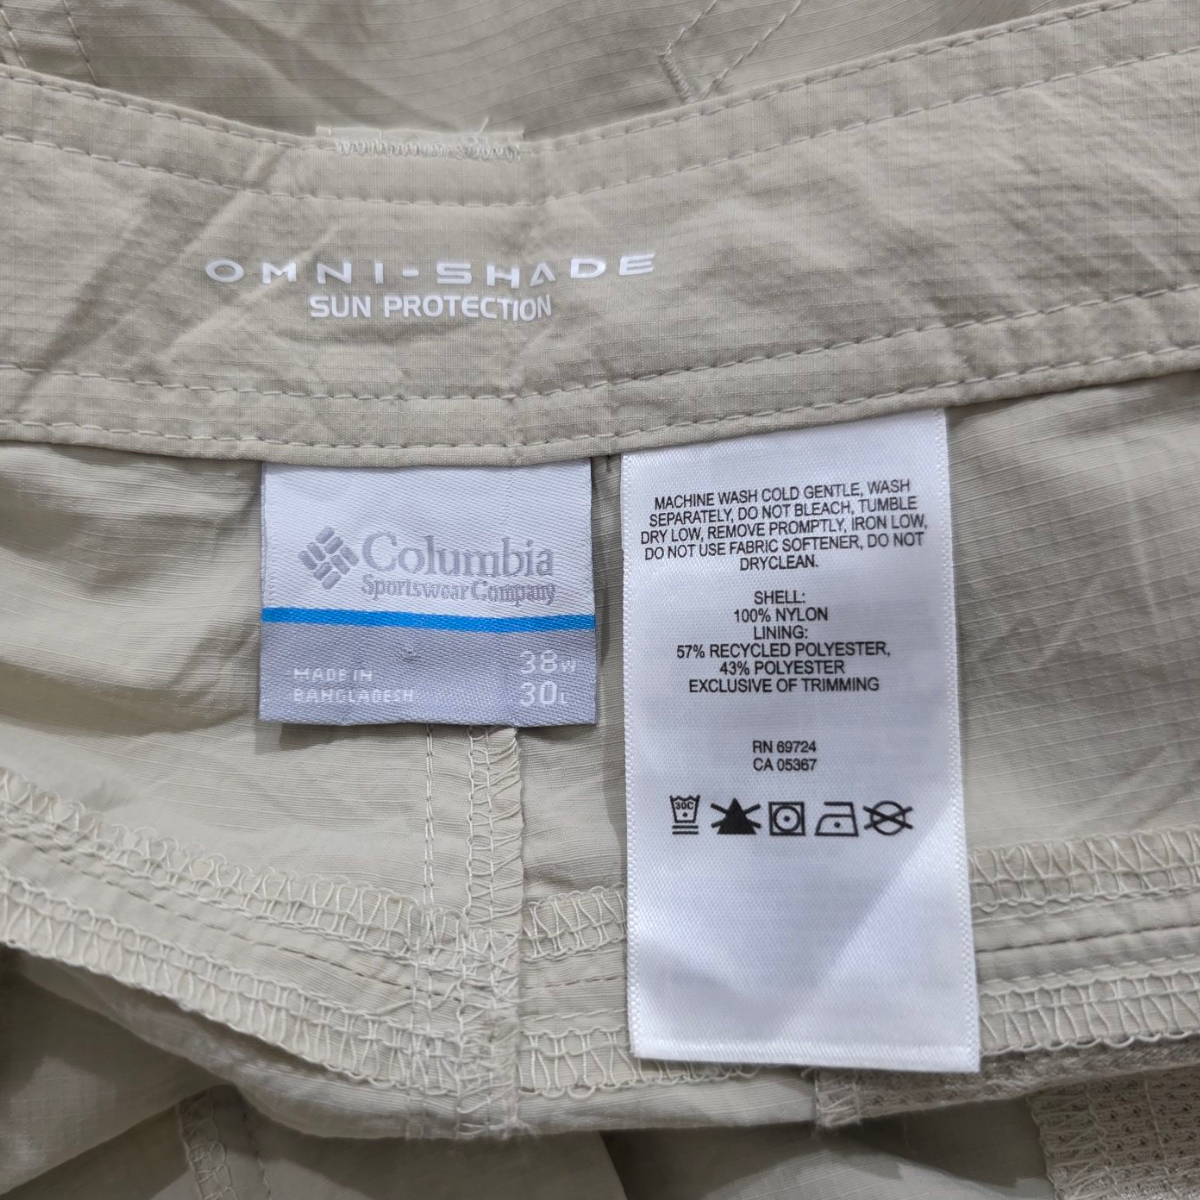 OMNI-SHADE
SUN PROTECTION
Columbia
Sportswear Company
MADE IN
BANGLADESH
38W
30L
MACHINE WASH COLD GENTLE, WASH
SEPARATELY, DO NOT BLEACH, TUMBLE
DRY LOW, REMOVE PROMPTLY, IRON LOW,
DO NOT USE FABRIC SOFTENER, DO NOT
DRYCLEAN.
SHELL:
100% NYLON
LINING:
57% RECYCLED POLYESTER,
43% POLYESTER
EXCLUSIVE OF TRIMMING
RN 69724
CA 05367
30C